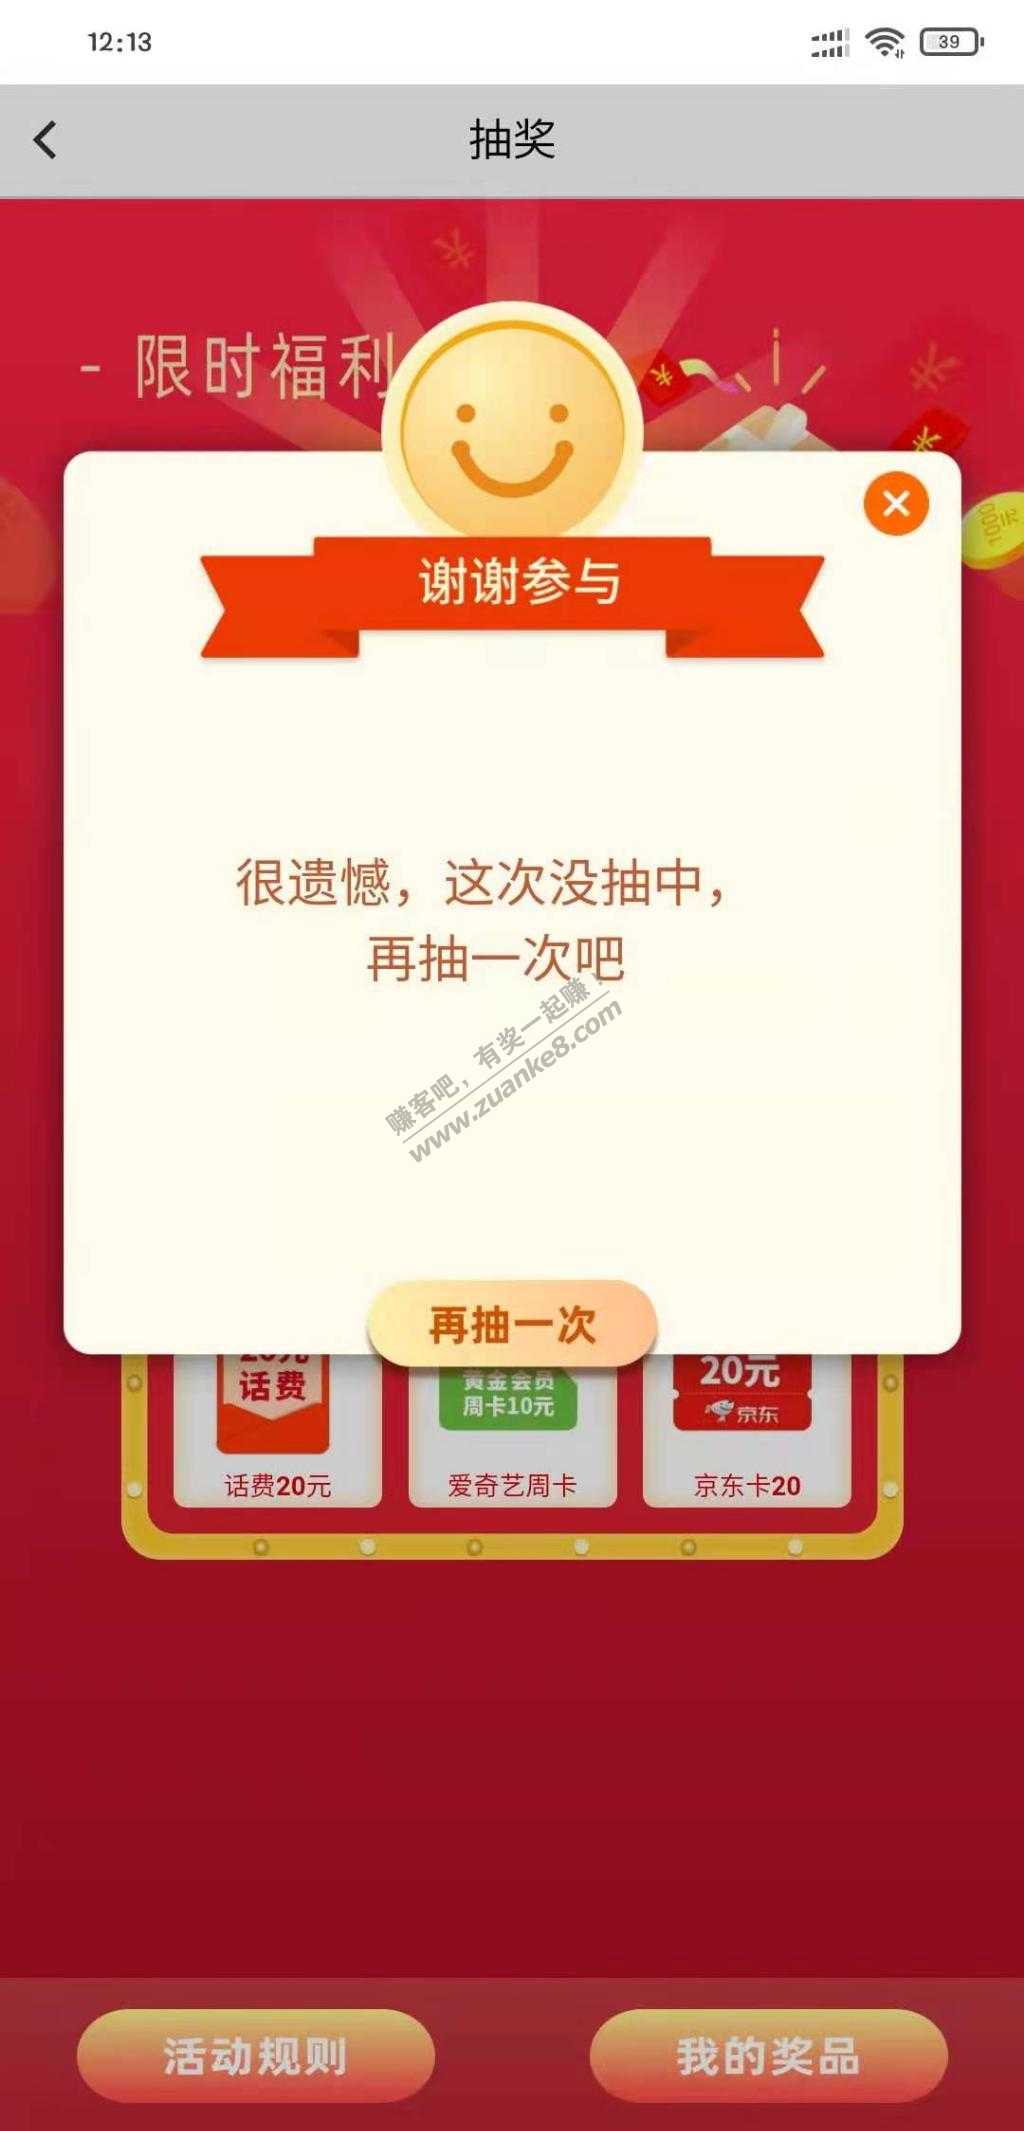 12:13
39
抽奖
- 限时福利
谢谢参与
很遗憾，这次没抽中，
再抽一次吧
赚客吧，有奖一起赚！
www.zuanke8.com
再抽一次
20元
话费
黄金会员
周卡10元
20元
京东
话费20元
爱奇艺周卡
京东卡20
活动规则
我的奖品